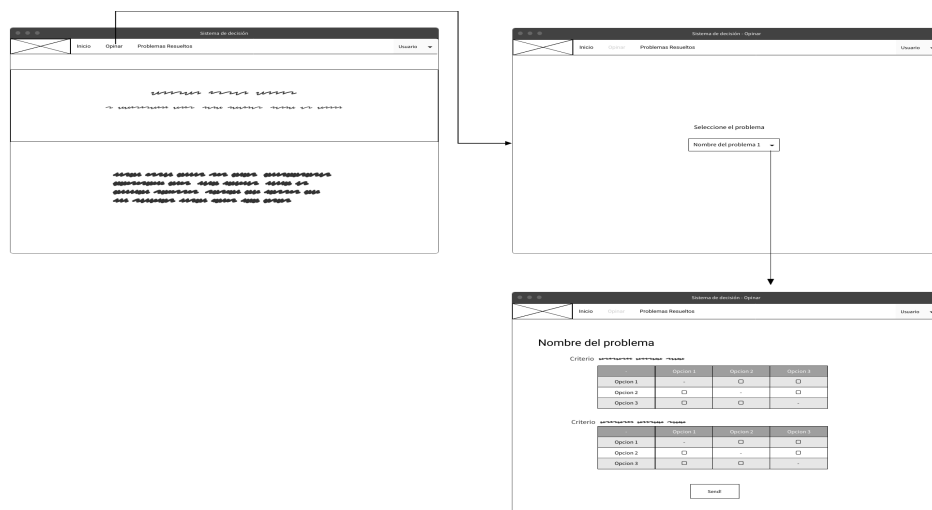 Sistema de decisión
Inicio Opinar Problemas Resueltos Usuario
Sistema de decisión - Opinar
Inicio Opinar Problemas Resueltos Usuario
Seleccione el problema
Nombre del problema 1
Sistema de decisión - Opinar
Inicio Opinar Problemas Resueltos Usuario
Nombre del problema
Criterio
- Opcion 1 Opcion 2 Opcion 3
Opcion 1 -
Opcion 2 -
Opcion 3 -
Criterio
Opcion 1 Opcion 2 Opcion 3
Opcion 1 -
Opcion 2 -
Opcion 3 -
Send!